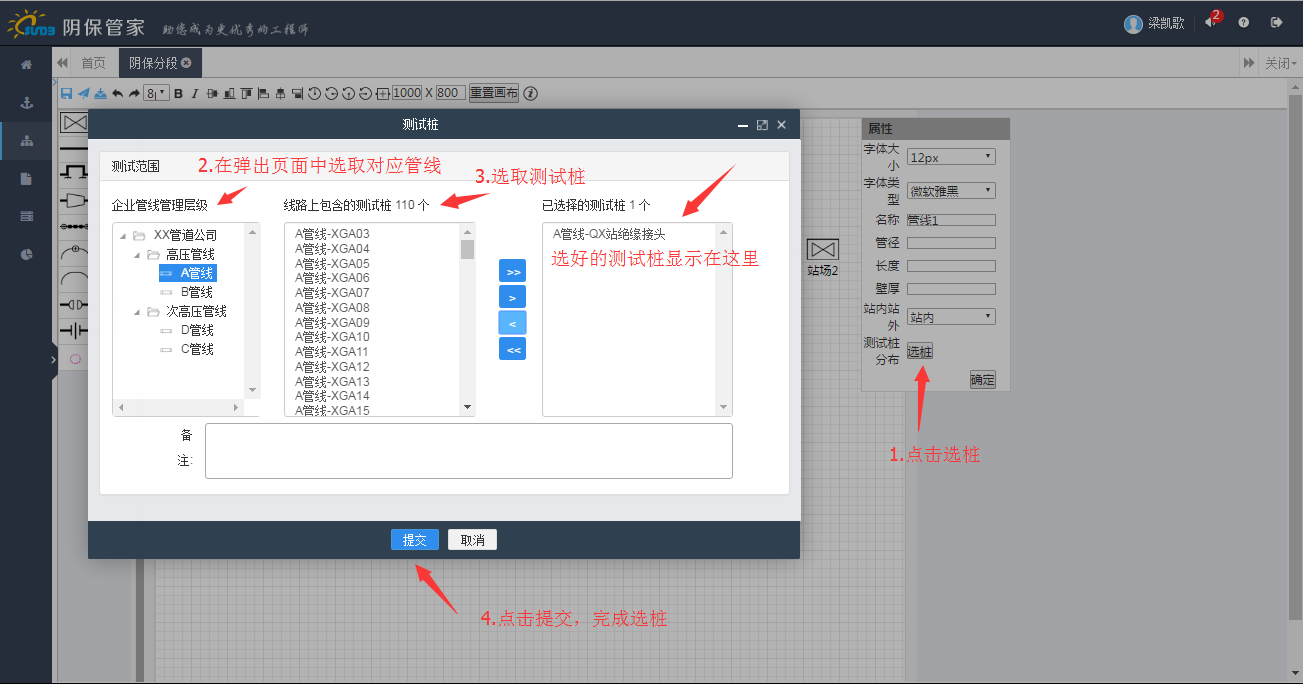 阴保管家 助您成为更优秀的工程师
梁凯歌 2
首页 阴保分段 关闭
8 B I 1000 X 800 重置画布
测试桩
测试范围
2.在弹出页面中选取对应管线
3.选取测试桩
企业管线管理层级
线路上包含的测试桩 110 个
已选择的测试桩 1 个
XX管道公司
高压管线
A管线
B管线
次高压管线
D管线
C管线
A管线-XGA03
A管线-XGA04
A管线-XGA05
A管线-XGA06
A管线-XGA07
A管线-XGA08
A管线-XGA09
A管线-XGA10
A管线-XGA11
A管线-XGA12
A管线-XGA13
A管线-XGA14
A管线-XGA15
>>
>
<
<<
A管线-QX站绝缘接头
选好的测试桩显示在这里
备
注:
提交 取消
4.点击提交，完成选桩
站场2
属性
字体大
小 12px
字体类
型 微软雅黑
名称 管线1
管径
长度
壁厚
站内站
外 站内
测试桩
分布 选桩
确定
1.点击选桩